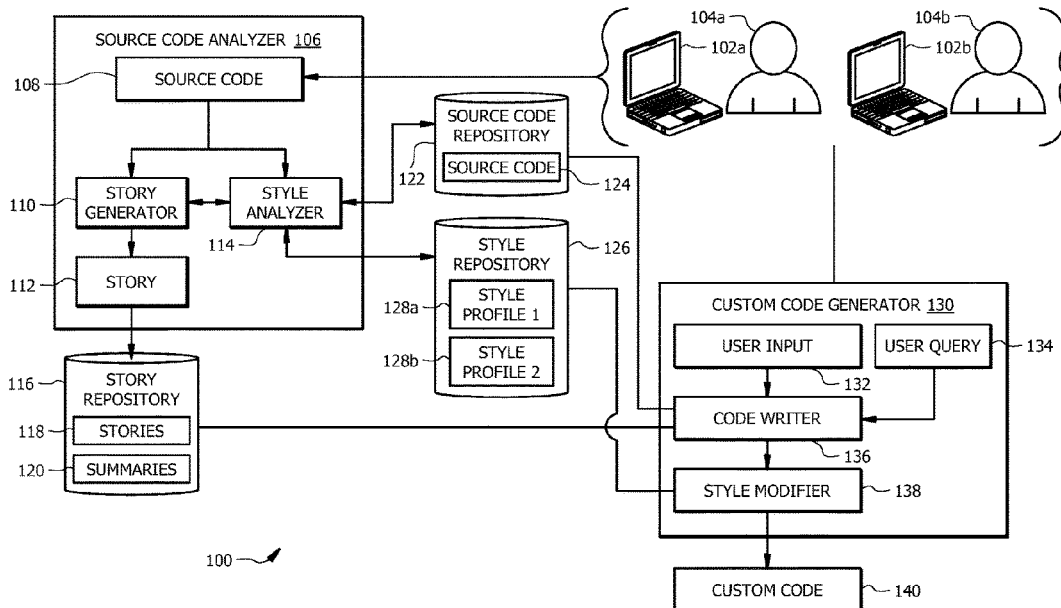 SOURCE CODE ANALYZER 106
108
SOURCE CODE
110
STORY
GENERATOR
STYLE
ANALYZER
114
112
STORY
104a
102a
104b
102b
SOURCE CODE
REPOSITORY
122
SOURCE CODE
124
STYLE
REPOSITORY
126
128a
STYLE
PROFILE 1
128b
STYLE
PROFILE 2
116
STORY
REPOSITORY
118
STORIES
120
SUMMARIES
CUSTOM CODE GENERATOR 130
USER INPUT
132
USER QUERY
134
CODE WRITER
136
STYLE MODIFIER
138
100
CUSTOM CODE
140